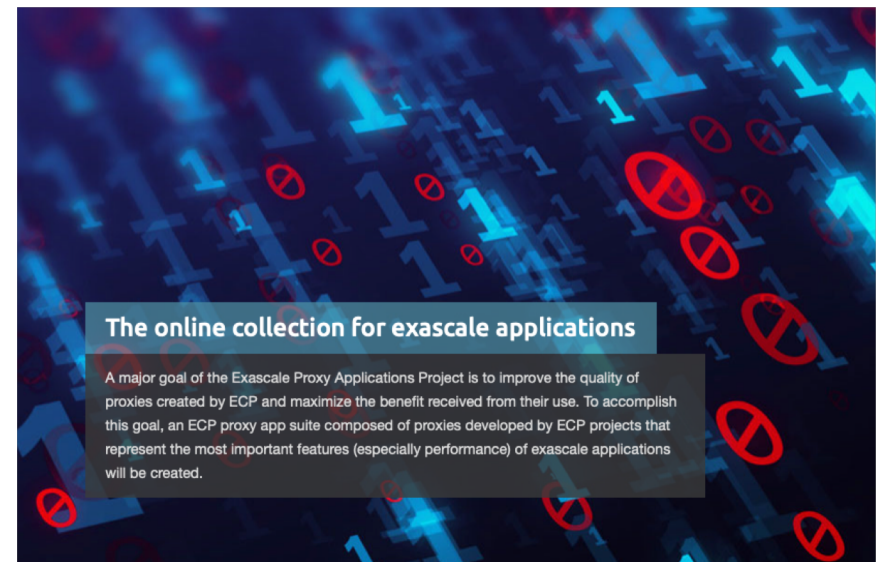 The online collection for exascale applications
A major goal of the Exascale Proxy Applications Project is to improve the quality of
proxies created by ECP and maximize the benefit received from their use. To accomplish
this goal, an ECP proxy app suite composed of proxies developed by ECP projects that
represent the most important features (especially performance) of exascale applications
will be created.